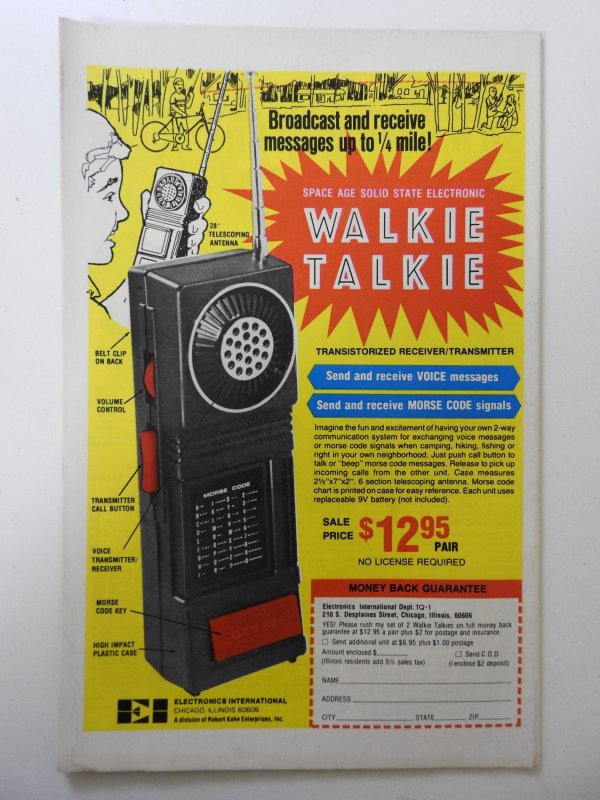 Broadcast and receive
messages up to 1/4 mile!
SPACE AGE SOLID STATE ELECTRONIC
WALKIE
TALKIE
28"
TELESCOPING
ANTENNA
BELT CLIP
ON BACK
VOLUME
CONTROL
TRANSMITTER
CALL BUTTON
VOICE
TRANSMITTER/
RECEIVER
MORSE
CODE KEY
HIGH IMPACT
PLASTIC CASE
MORSE CODE
CODE KEY
TRANSISTORIZED RECEIVER/TRANSMITTER
Send and receive VOICE messages
Send and receive MORSE CODE signals
Imagine the fun and excitement of having your own 2-way
communication system for exchanging voice messages
or morse code signals when camping, hiking, fishing or
right in your own neighborhood. Just push call button to
talk or "beep" morse code messages. Release to pick up
incoming calls from the other unit. Case measures
2½"x7"x2". 6 section telescoping antenna. Morse code
chart is printed on case for easy reference. Each unit uses
replaceable 9V battery (not included).
SALE
PRICE $12.95
PAIR
NO LICENSE REQUIRED
MONEY BACK GUARANTEE
Electronics International Dept. TQ-1
210 S. Desplaines Street, Chicago, Illinois, 60606
YES! Please rush my set of 2 Walkie Talkies on full money back
guarantee at $12.95 a pair plus $2 for postage and insurance.
☐ Send additional unit at $6.95 plus $1.00 postage
Amount enclosed $ ☐ Send C.O.D
(Illinois residents add 5% sales tax) (I enclose $2 deposit)
NAME
ADDRESS
CITY STATE ZIP
EI
ELECTRONICS INTERNATIONAL
CHICAGO, ILLINOIS 60606
A division of Robert Kahn Enterprises, Inc.